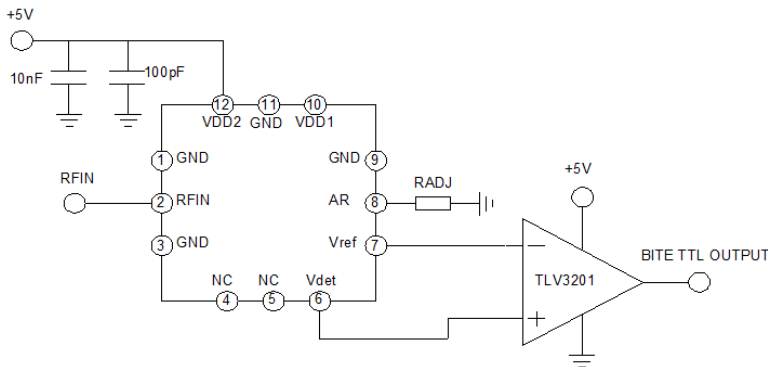 +5V
10nF
100pF
12
11
10
VDD2
GND
VDD1
1
GND
GND
9
+5V
RFIN
2
RFIN
AR
8
RADJ
3
GND
Vref
7
BITE TTL OUTPUT
TLV3201
NC
NC
Vdet
4
5
6